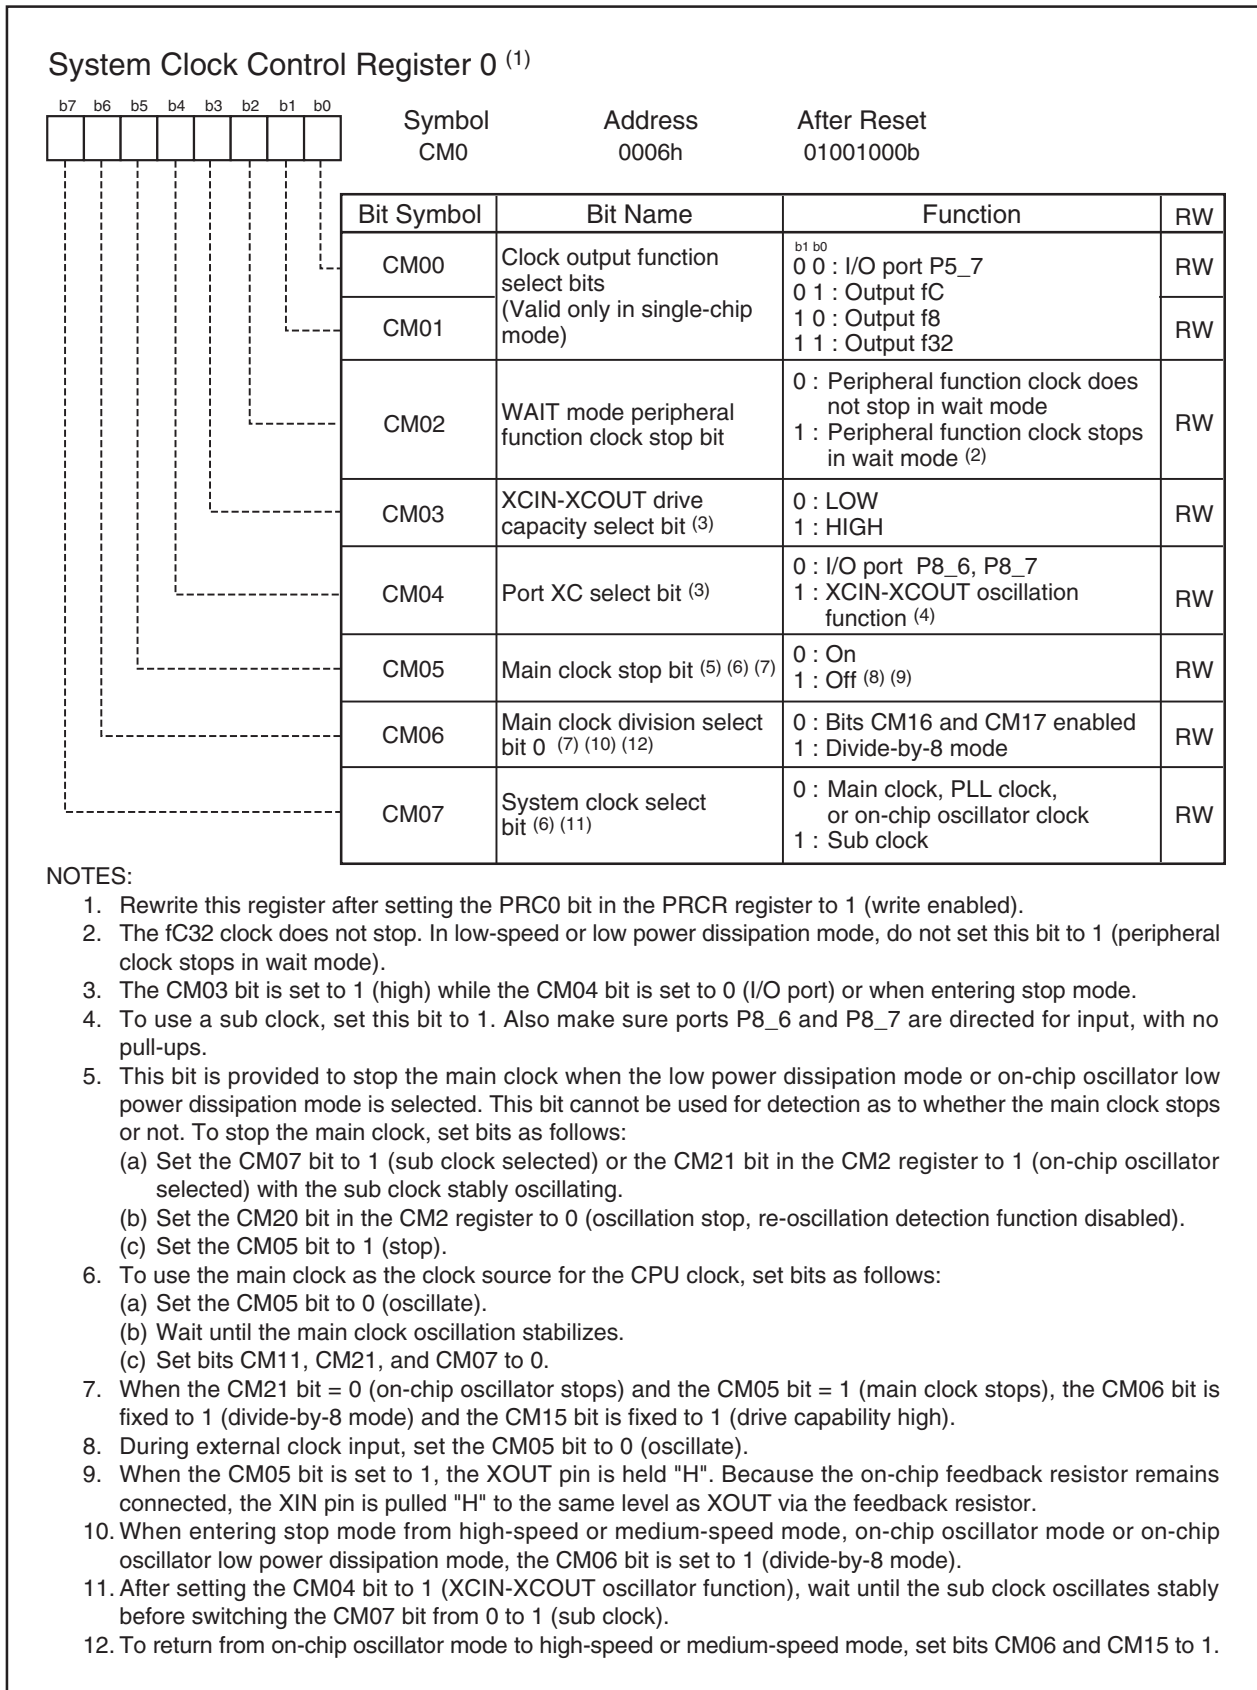 System Clock Control Register 0 (1)
b7 b6 b5 b4 b3 b2 b1 b0
Symbol Address After Reset
CM0 0006h 01001000b
Bit Symbol Bit Name Function RW
CM00 Clock output function
select bits
(Valid only in single-chip
mode)
b1 b0
0 0 : I/O port P5_7
0 1 : Output fC
1 0 : Output f8
1 1 : Output f32
RW
CM01
RW
CM02
WAIT mode peripheral
function clock stop bit
0 : Peripheral function clock does
not stop in wait mode
1 : Peripheral function clock stops
in wait mode (2)
RW
CM03
XCIN-XCOUT drive
capacity select bit (3)
0 : LOW
1 : HIGH
RW
CM04
Port XC select bit (3)
0 : I/O port P8_6, P8_7
1 : XCIN-XCOUT oscillation
function (4)
RW
CM05
Main clock stop bit (5) (6) (7)
0 : On
1 : Off (8) (9)
RW
CM06
Main clock division select
bit 0 (7) (10) (12)
0 : Bits CM16 and CM17 enabled
1 : Divide-by-8 mode
RW
CM07
System clock select
bit (6) (11)
0 : Main clock, PLL clock,
or on-chip oscillator clock
1 : Sub clock
RW
NOTES:
1. Rewrite this register after setting the PRC0 bit in the PRCR register to 1 (write enabled).
2. The fC32 clock does not stop. In low-speed or low power dissipation mode, do not set this bit to 1 (peripheral
clock stops in wait mode).
3. The CM03 bit is set to 1 (high) while the CM04 bit is set to 0 (I/O port) or when entering stop mode.
4. To use a sub clock, set this bit to 1. Also make sure ports P8_6 and P8_7 are directed for input, with no
pull-ups.
5. This bit is provided to stop the main clock when the low power dissipation mode or on-chip oscillator low
power dissipation mode is selected. This bit cannot be used for detection as to whether the main clock stops
or not. To stop the main clock, set bits as follows:
(a) Set the CM07 bit to 1 (sub clock selected) or the CM21 bit in the CM2 register to 1 (on-chip oscillator
selected) with the sub clock stably oscillating.
(b) Set the CM20 bit in the CM2 register to 0 (oscillation stop, re-oscillation detection function disabled).
(c) Set the CM05 bit to 1 (stop).
6. To use the main clock as the clock source for the CPU clock, set bits as follows:
(a) Set the CM05 bit to 0 (oscillate).
(b) Wait until the main clock oscillation stabilizes.
(c) Set bits CM11, CM21, and CM07 to 0.
7. When the CM21 bit = 0 (on-chip oscillator stops) and the CM05 bit = 1 (main clock stops), the CM06 bit is
fixed to 1 (divide-by-8 mode) and the CM15 bit is fixed to 1 (drive capability high).
8. During external clock input, set the CM05 bit to 0 (oscillate).
9. When the CM05 bit is set to 1, the XOUT pin is held "H". Because the on-chip feedback resistor remains
connected, the XIN pin is pulled "H" to the same level as XOUT via the feedback resistor.
10. When entering stop mode from high-speed or medium-speed mode, on-chip oscillator mode or on-chip
oscillator low power dissipation mode, the CM06 bit is set to 1 (divide-by-8 mode).
11. After setting the CM04 bit to 1 (XCIN-XCOUT oscillator function), wait until the sub clock oscillates stably
before switching the CM07 bit from 0 to 1 (sub clock).
12. To return from on-chip oscillator mode to high-speed or medium-speed mode, set bits CM06 and CM15 to 1.